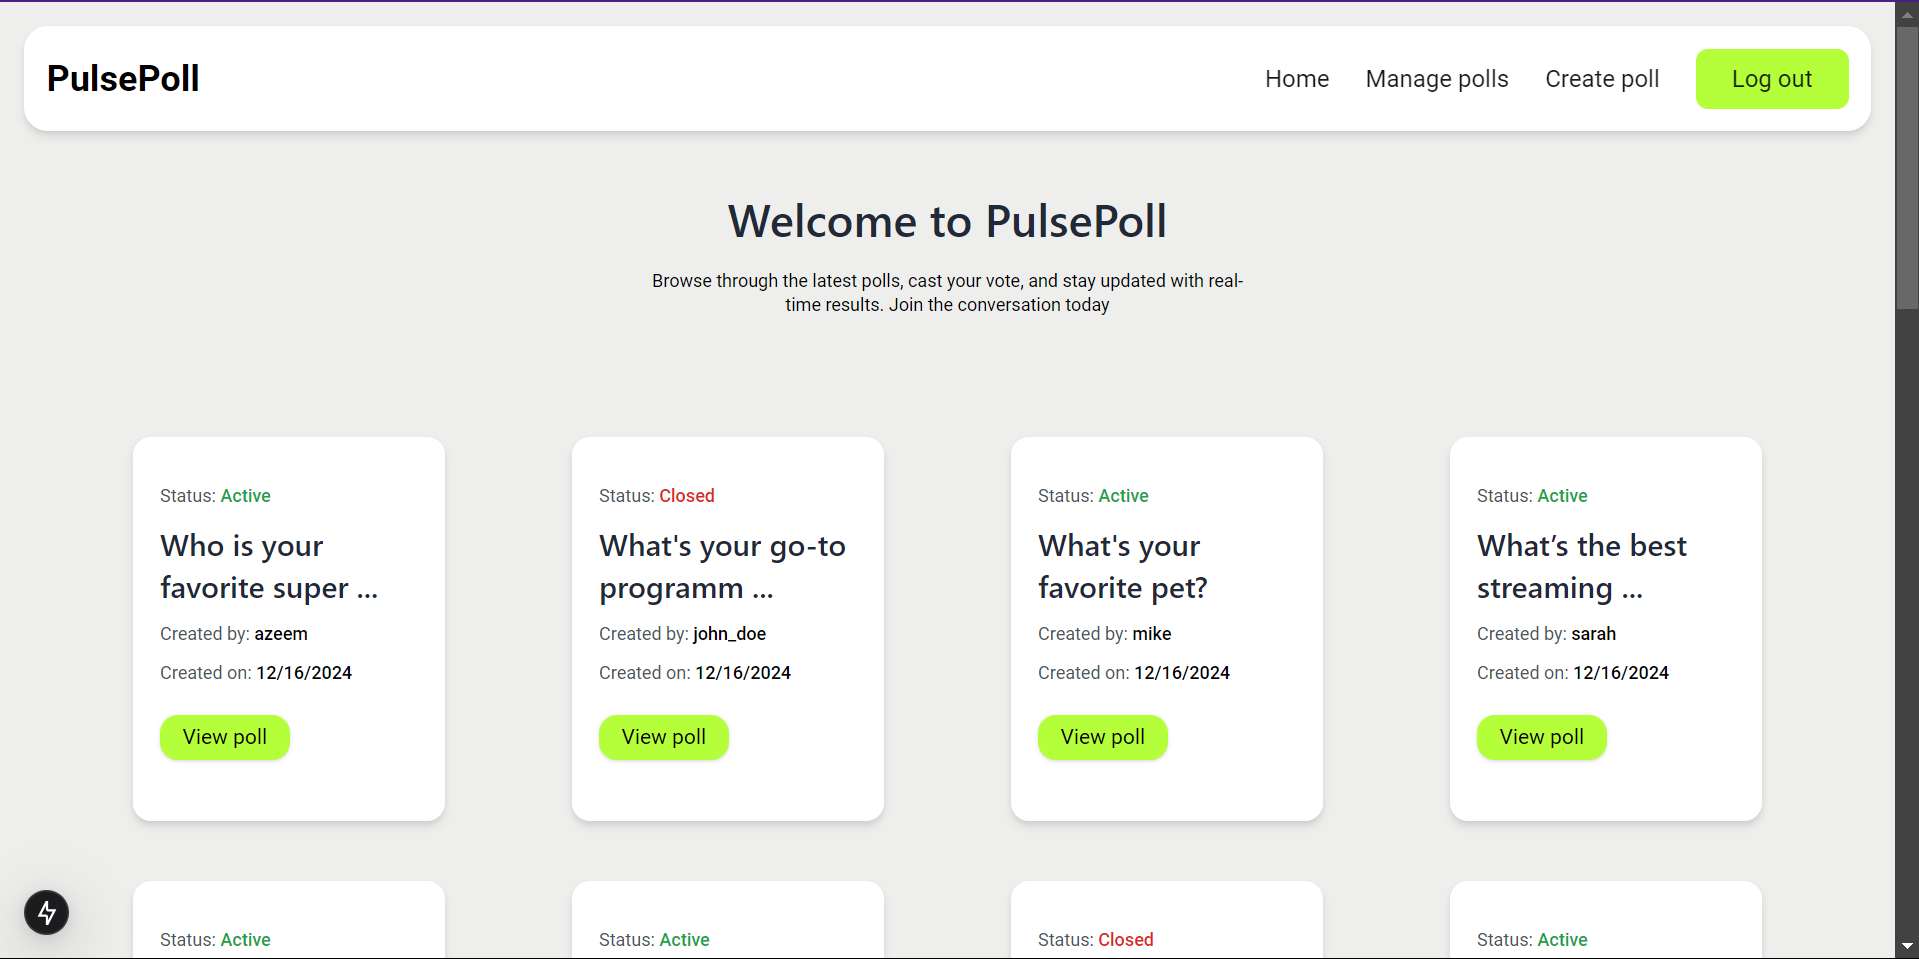 PulsePoll
Home
Manage polls
Create poll
Log out
Welcome to PulsePoll
Browse through the latest polls, cast your vote, and stay updated with real-
time results. Join the conversation today
Status: Active
Who is your
favorite super ...
Created by: azeem
Created on: 12/16/2024
View poll
Status: Closed
What's your go-to
programm ...
Created by: john_doe
Created on: 12/16/2024
View poll
Status: Active
What's your
favorite pet?
Created by: mike
Created on: 12/16/2024
View poll
Status: Active
What’s the best
streaming ...
Created by: sarah
Created on: 12/16/2024
View poll
Status: Active
Status: Active
Status: Closed
Status: Active